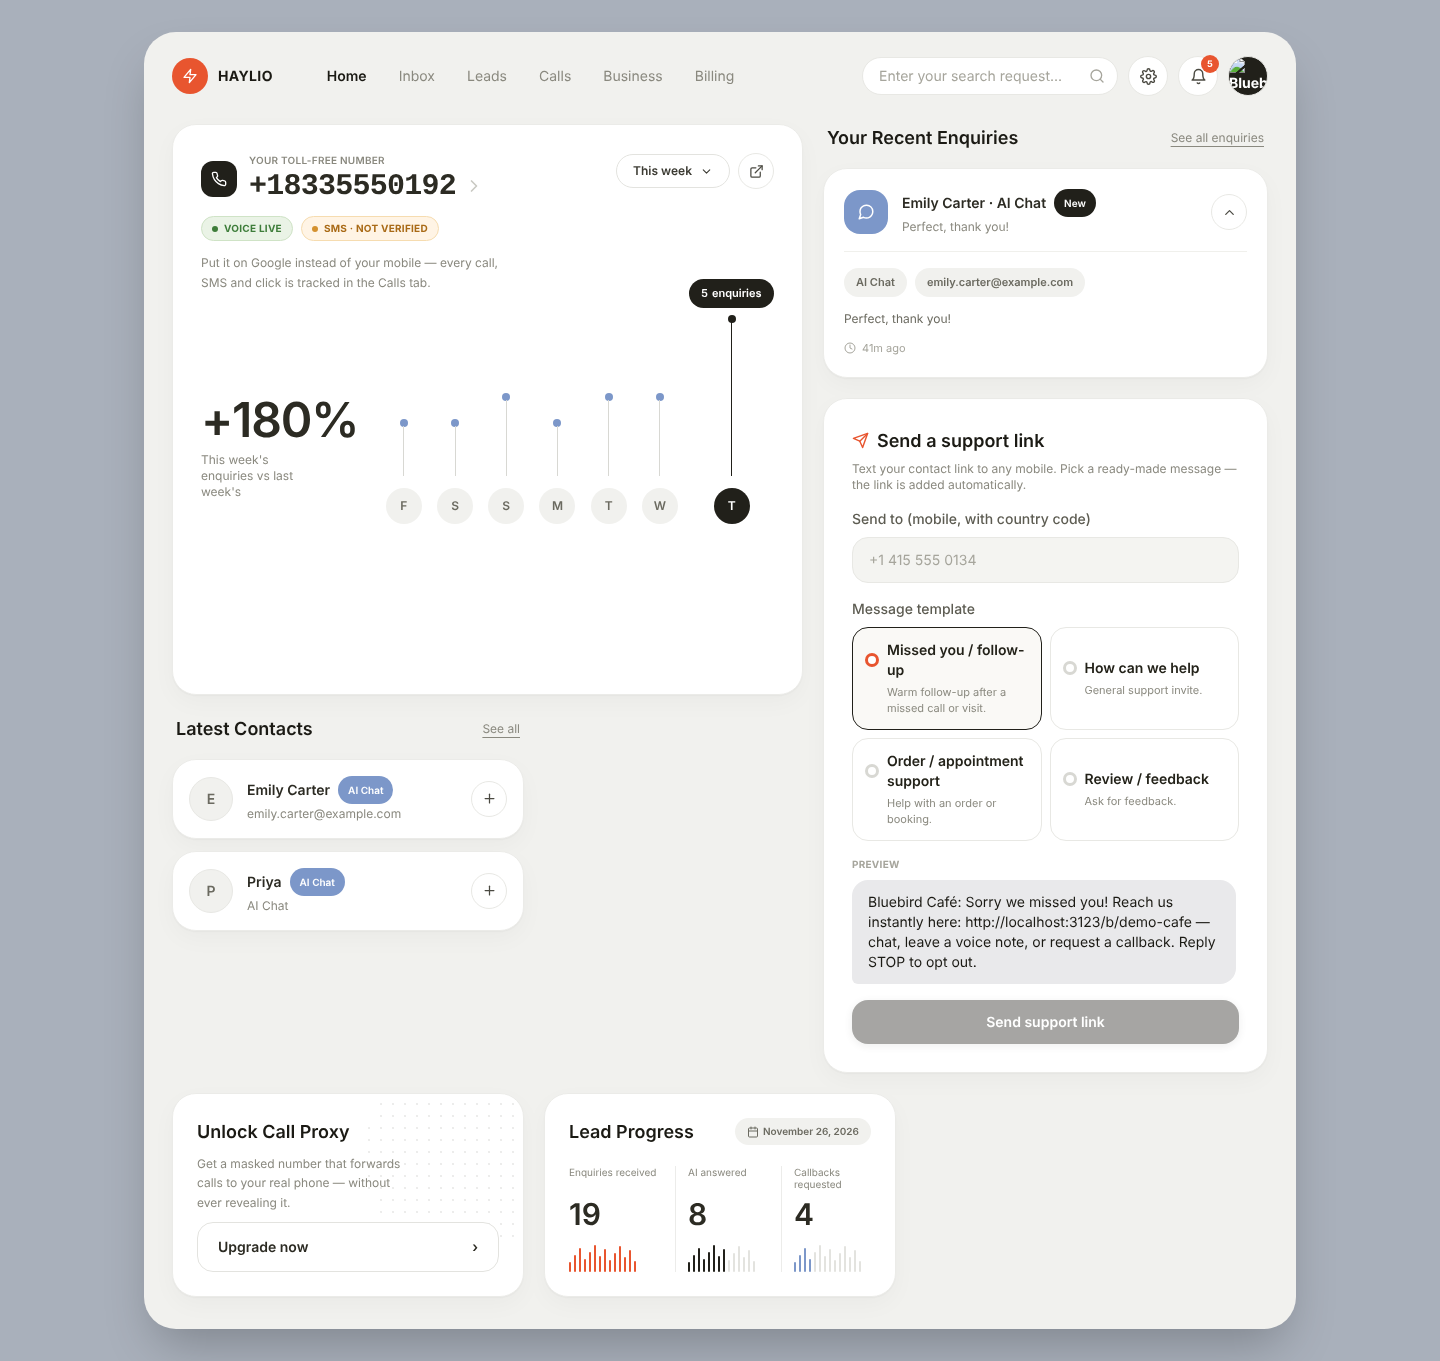 HAYLIO
Home
Inbox
Leads
Calls
Business
Billing
Enter your search request...
5
Blueb
YOUR TOLL-FREE NUMBER
+18335550192
This week
VOICE LIVE
SMS · NOT VERIFIED
Put it on Google instead of your mobile — every call,
SMS and click is tracked in the Calls tab.
5 enquiries
+180%
This week's
enquiries vs last
week's
F
S
S
M
T
W
T
Your Recent Enquiries
See all enquiries
Emily Carter · AI Chat
New
Perfect, thank you!
AI Chat
emily.carter@example.com
Perfect, thank you!
41m ago
Send a support link
Text your contact link to any mobile. Pick a ready-made message —
the link is added automatically.
Send to (mobile, with country code)
+1 415 555 0134
Message template
Missed you / follow-
up
Warm follow-up after a
missed call or visit.
How can we help
General support invite.
Order / appointment
support
Help with an order or
booking.
Review / feedback
Ask for feedback.
PREVIEW
Bluebird Café: Sorry we missed you! Reach us
instantly here: http://localhost:3123/b/demo-cafe —
chat, leave a voice note, or request a callback. Reply
STOP to opt out.
Send support link
Latest Contacts
See all
E
Emily Carter
AI Chat
emily.carter@example.com
P
Priya
AI Chat
AI Chat
Unlock Call Proxy
Get a masked number that forwards
calls to your real phone — without
ever revealing it.
Upgrade now
Lead Progress
November 26, 2026
Enquiries received
19
AI answered
8
Callbacks
requested
4